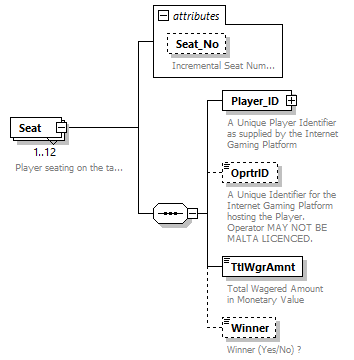 attributes
Seat_No
Incremental Seat Num...
Seat
1..12
Player seating on the ta...
Player_ID
A Unique Player Identifier
as supplied by the Internet
Gaming Platform
OprtrID
A Unique Identifier for the
Internet Gaming Platform
hosting the Player.
Operator MAY NOT BE
MALTA LICENCED.
TtlWgrAmnt
Total Wagered Amount
in Monetary Value
Winner
Winner (Yes/No) ?